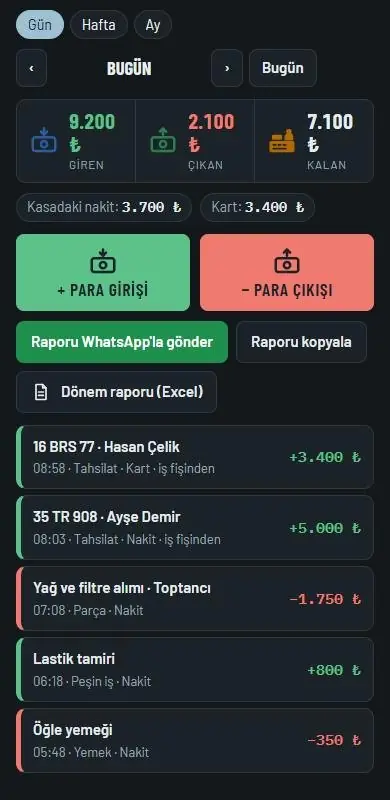 Gün Hafta Ay
‹ BUGÜN › Bugün
9.200 ₺ GİREN
2.100 ₺ ÇIKAN
7.100 ₺ KALAN
Kasadaki nakit: 3.700 ₺ Kart: 3.400 ₺
+ PARA GİRİŞİ
− PARA ÇIKIŞI
Raporu WhatsApp'la gönder Raporu kopyala
Dönem raporu (Excel)
16 BRS 77 · Hasan Çelik
08:58 · Tahsilat · Kart · iş fişinden
+3.400 ₺
35 TR 908 · Ayşe Demir
08:03 · Tahsilat · Nakit · iş fişinden
+5.000 ₺
Yağ ve filtre alımı · Toptancı
07:08 · Parça · Nakit
−1.750 ₺
Lastik tamiri
06:18 · Peşin iş · Nakit
+800 ₺
Öğle yemeği
05:48 · Yemek · Nakit
−350 ₺